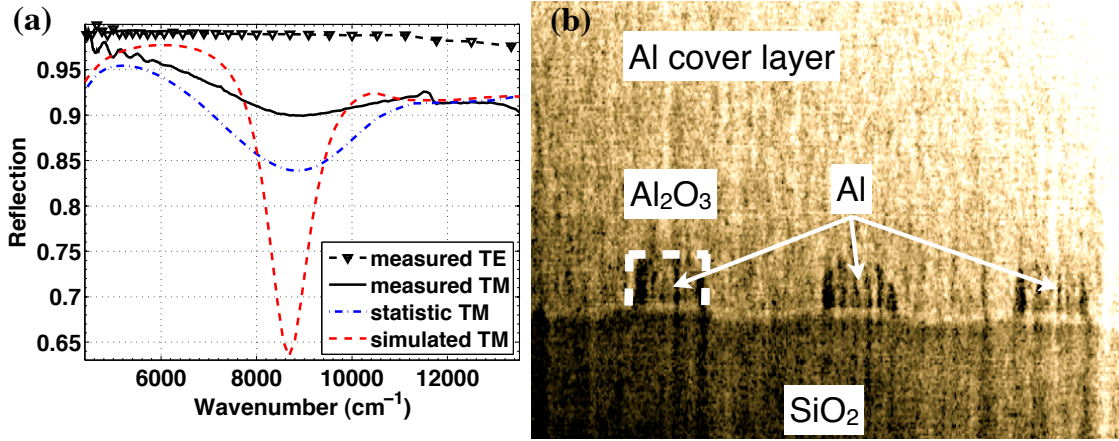 (a)
0.95
0.9
0.85
0.8
0.75
0.7
0.65
Reflection
6000 8000 10000 12000
Wavenumber (cm⁻¹)
measured TE
measured TM
statistic TM
simulated TM
(b)
Al cover layer
Al₂O₃
Al
SiO₂